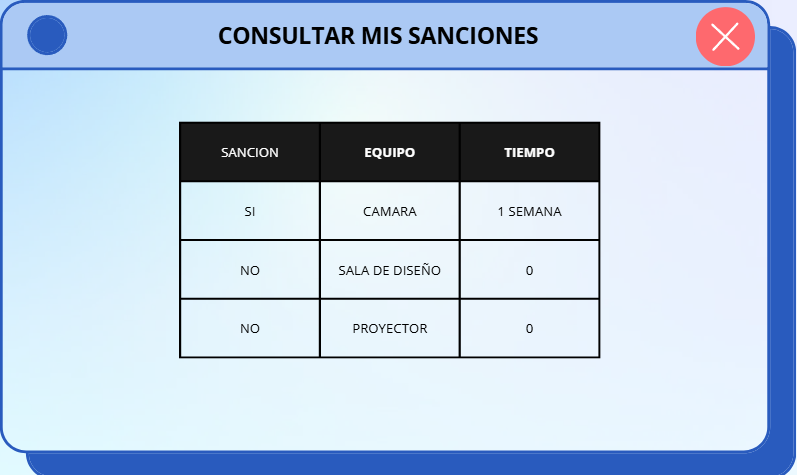 CONSULTAR MIS SANCIONES
SANCION EQUIPO TIEMPO
SI CAMARA 1 SEMANA
NO SALA DE DISEÑO 0
NO PROYECTOR 0